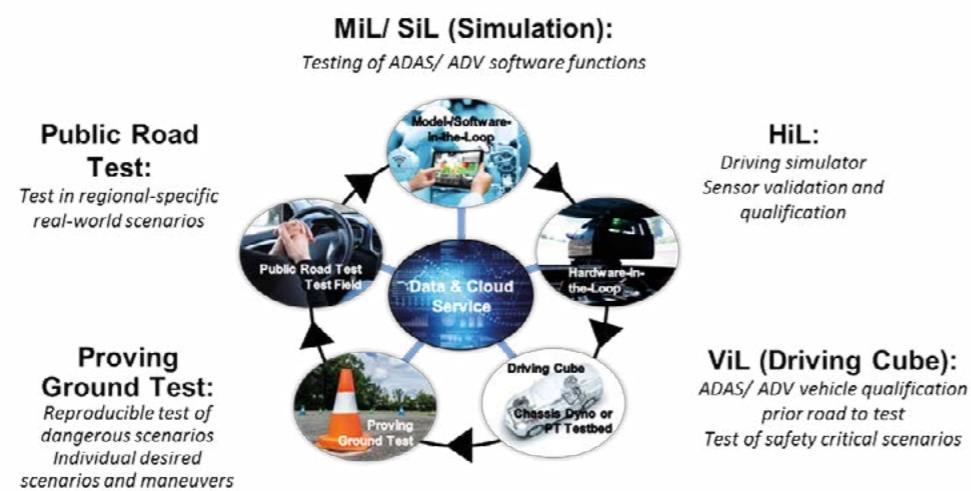 MiL/ SiL (Simulation):
Testing of ADAS/ ADV software functions
Public Road
Test:
Test in regional-specific
real-world scenarios
HiL:
Driving simulator
Sensor validation and
qualification
Model-/Software-
in-the-Loop
Public Road Test
Test Field
Hardware-in-
the-Loop
Data & Cloud
Service
Driving Cube
Chassis Dyno or
PT Testbed
Proving
Ground Test
Proving
Ground Test:
Reproducible test of
dangerous scenarios
Individual desired
scenarios and maneuvers
ViL (Driving Cube):
ADAS/ ADV vehicle qualification
prior road to test
Test of safety critical scenarios